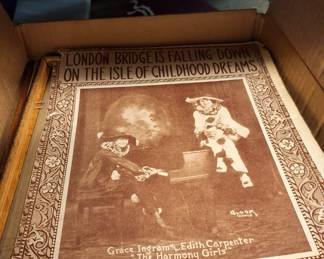 LONDON BRIDGE IS FALLING DOWN
ON THE ISLE OF CHILDHOOD DREAMS
Grace Ingram Edith Carpenter
"The Harmony Girls"